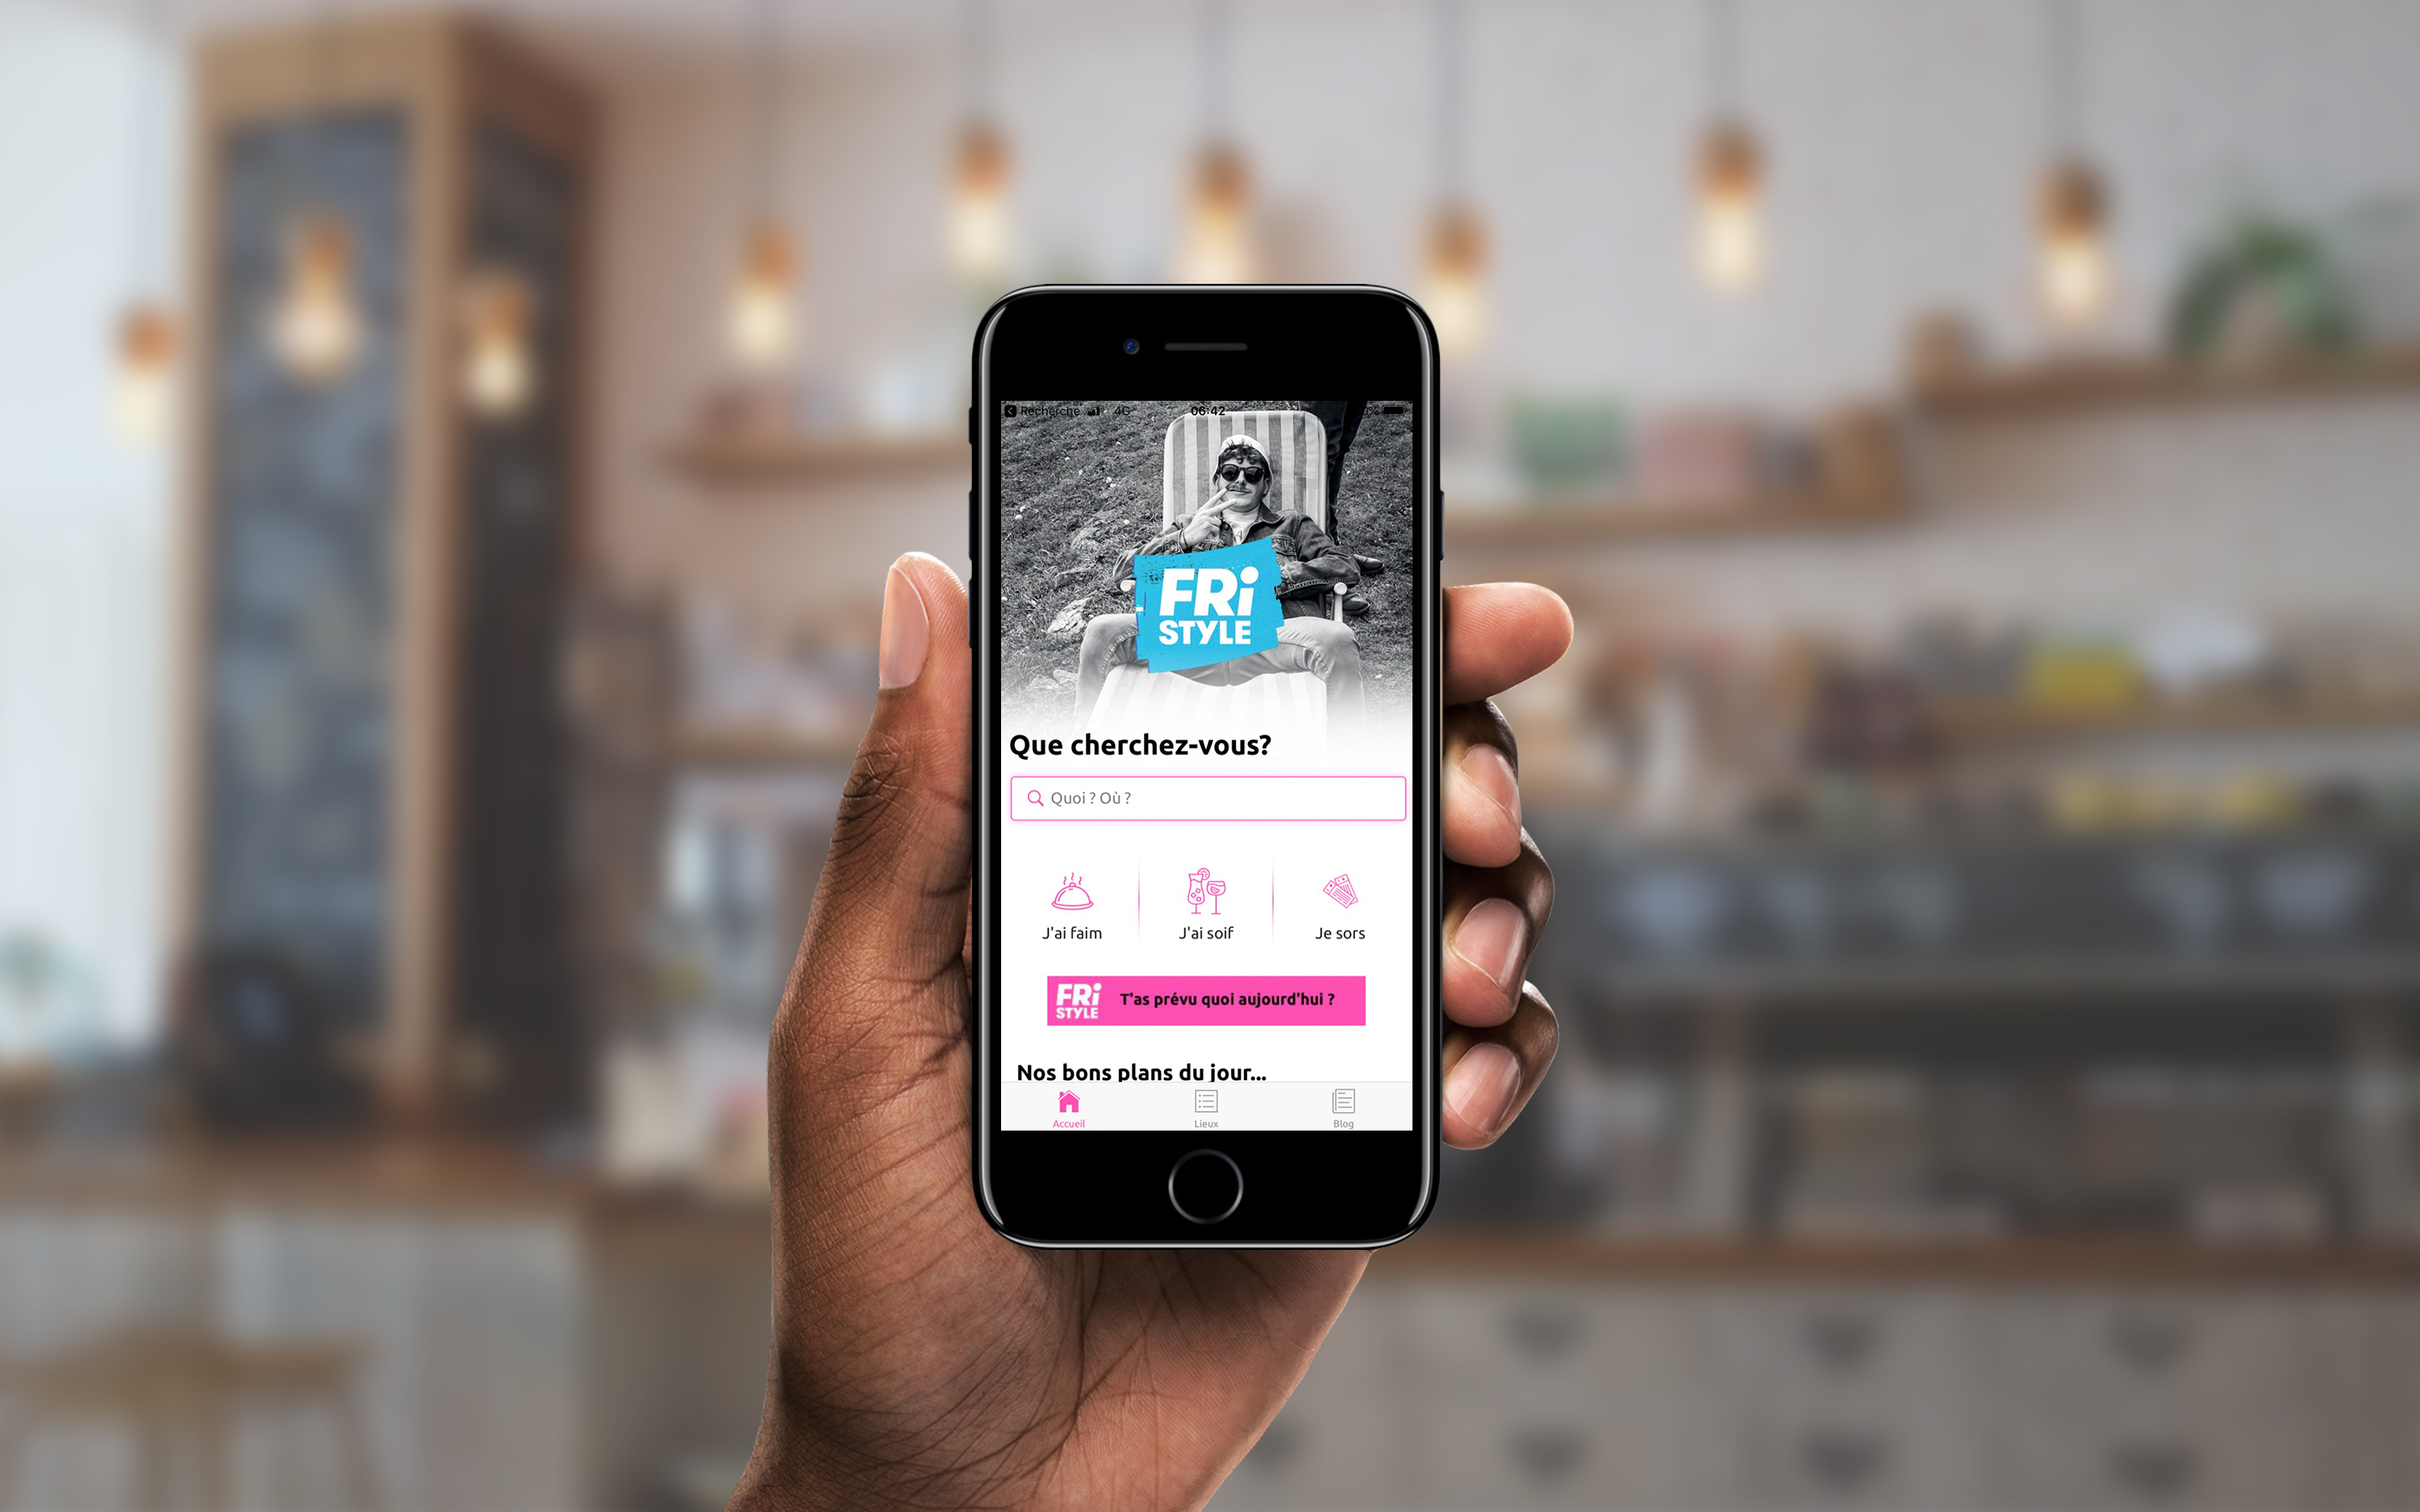 Recherche 4G 06:42
FRi
STYLE
Que cherchez-vous?
Quoi ? Où ?
J'ai faim J'ai soif Je sors
FRi
STYLE
T'as prévu quoi aujourd'hui ?
Nos bons plans du jour...
Accueil Lieux Blog